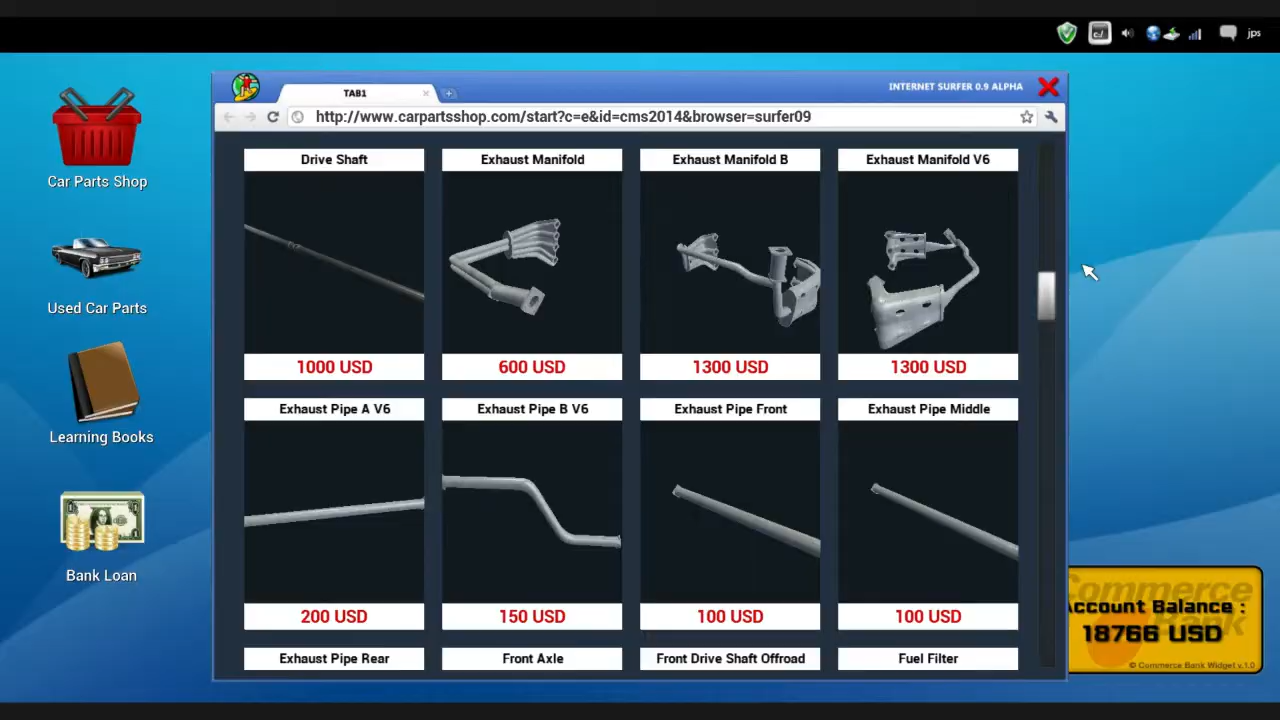 c:/
jps
TAB1
INTERNET SURFER 0.9 ALPHA
http://www.carpartsshop.com/start?c=e&id=cms2014&browser=surfer09
Car Parts Shop
Used Car Parts
Learning Books
Bank Loan
Drive Shaft
Exhaust Manifold
Exhaust Manifold B
Exhaust Manifold V6
1000 USD
600 USD
1300 USD
1300 USD
Exhaust Pipe A V6
Exhaust Pipe B V6
Exhaust Pipe Front
Exhaust Pipe Middle
200 USD
150 USD
100 USD
100 USD
Exhaust Pipe Rear
Front Axle
Front Drive Shaft Offroad
Fuel Filter
Commerce
Bank
Account Balance :
18766 USD
© Commerce Bank Widget v.1.0